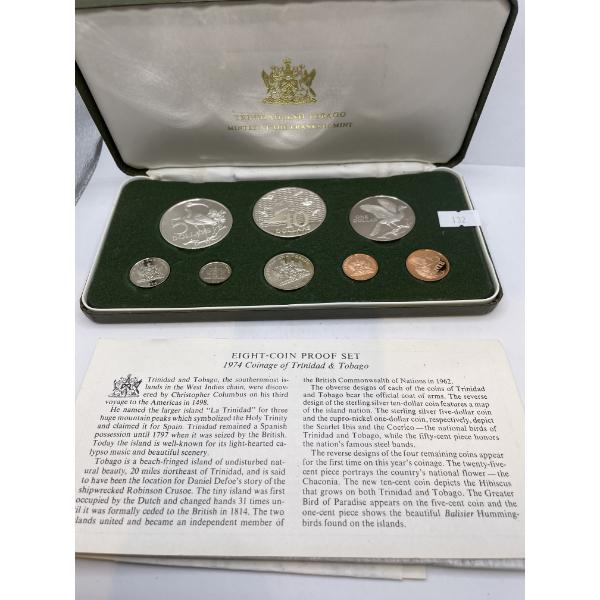 TRINIDAD AND TOBAGO
MINTED AT THE FRANKLIN MINT
5
DOLLARS
10
DOLLARS
ONE
DOLLAR
132
EIGHT-COIN PROOF SET
1974 Coinage of Trinidad & Tobago
Trinidad and Tobago, the southernmost is-
lands in the West Indies chain, were discov-
ered by Christopher Columbus on his third
voyage to the Americas in 1498.
He named the larger island "La Trinidad" for three
huge mountain peaks which symbolized the Holy Trinity
and claimed it for Spain. Trinidad remained a Spanish
possession until 1797 when it was seized by the British.
Today the island is well-known for its light-hearted ca-
lypso music and beautiful scenery.
Tobago is a beach-fringed island of undisturbed nat-
ural beauty, 20 miles northeast of Trinidad, and is said
to have been the location for Daniel Defoe's story of the
shipwrecked Robinson Crusoe. The tiny island was first
occupied by the Dutch and changed hands 31 times un-
il it was formally ceded to the British in 1814. The two
lands united and became an independent member of
the British Commonwealth of Nations in 1962.
The obverse designs of each of the coins of Trinidad
and Tobago bear the official coat of arms. The reverse
design of the sterling silver ten-dollar coin features a map
of the island nation. The sterling silver five-dollar coin
and the cupro-nickel one-dollar coin, respectively, depict
the Scarlet Ibis and the Cocrico — the national birds of
Trinidad and Tobago, while the fifty-cent piece honors
the nation's famous steel bands.
The reverse designs of the four remaining coins appear
for the first time on this year's coinage. The twenty-five-
cent piece portrays the country's national flower — the
Chaconia. The new ten-cent coin depicts the Hibiscus
that grows on both Trinidad and Tobago. The Greater
Bird of Paradise appears on the five-cent coin and the
one-cent piece shows the beautiful Balisier Humming-
birds found on the islands.